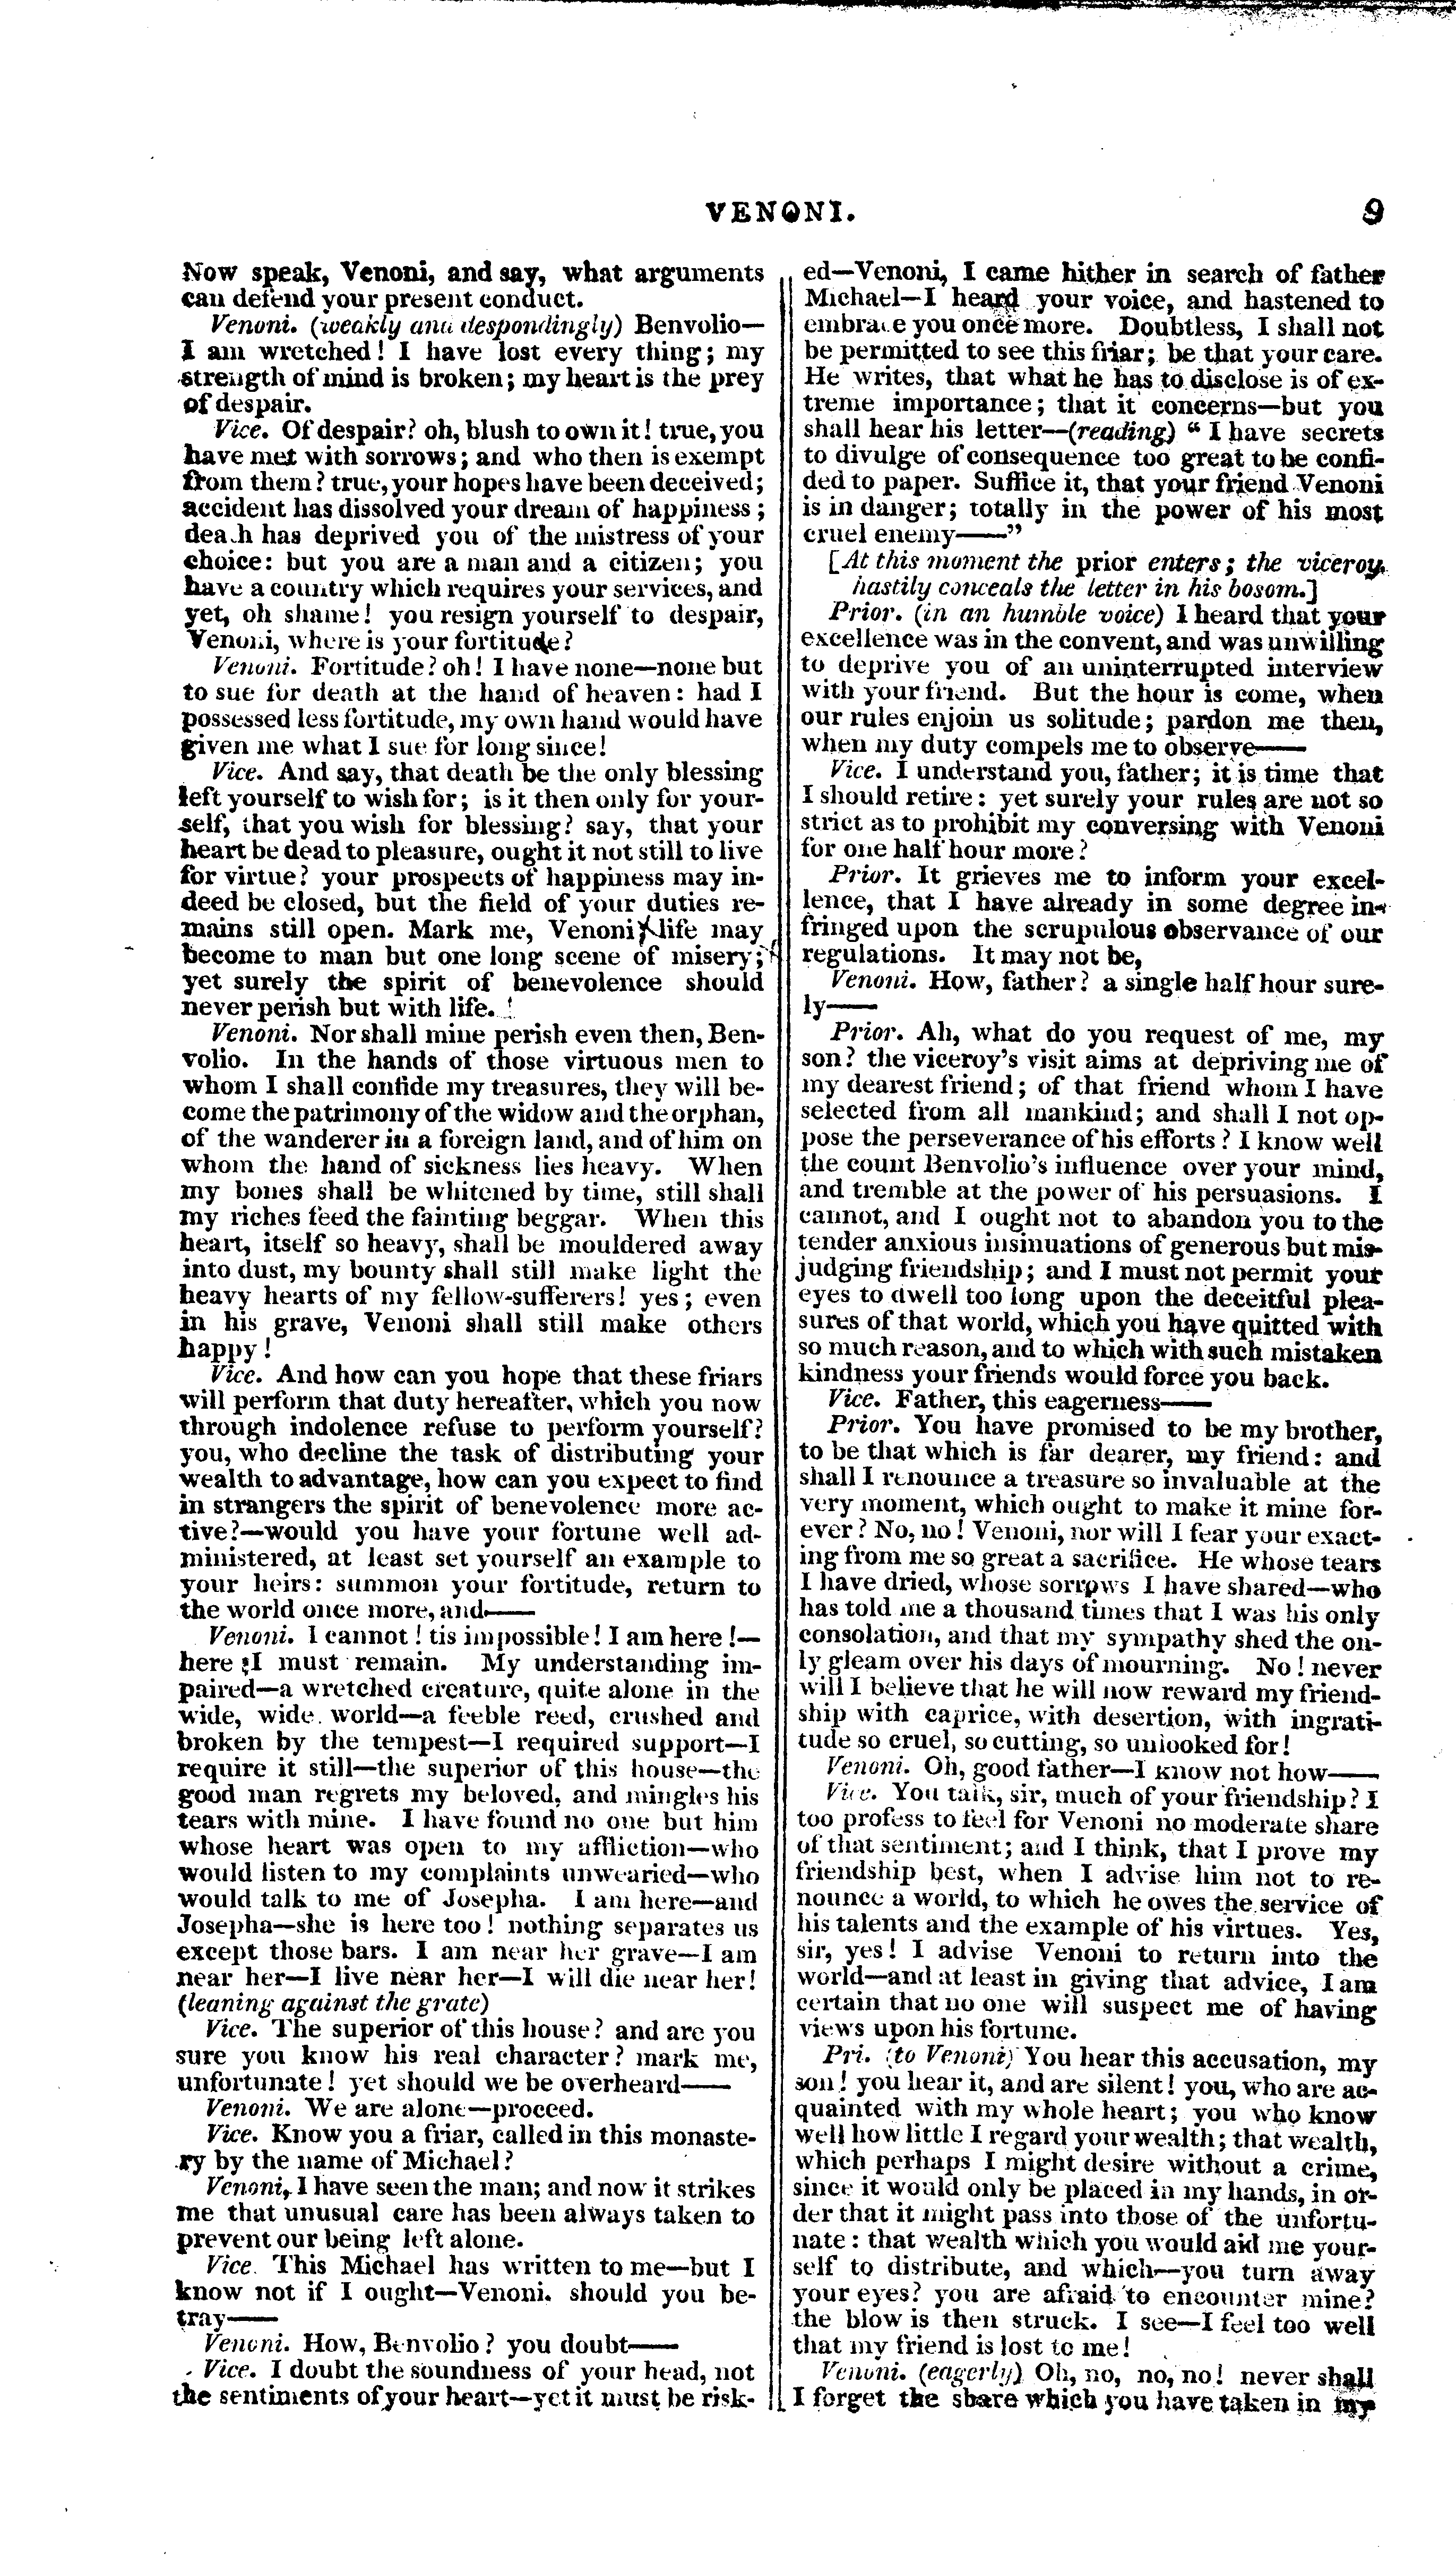 VENONI.
9
Now speak, Venoni, and say, what arguments
can defend your present conduct.
Venoni. (weakly and despondingly) Benvolio—
I am wretched! I have lost every thing; my
strength of mind is broken; my heart is the prey
of despair.
Vice. Of despair? oh, blush to own it! true, you
have met with sorrows; and who then is exempt
from them? true, your hopes have been deceived;
accident has dissolved your dream of happiness;
death has deprived you of the mistress of your
choice: but you are a man and a citizen; you
have a country which requires your services, and
yet, oh shame! you resign yourself to despair,
Venoni, where is your fortitude?
Venoni. Fortitude? oh! I have none—none but
to sue for death at the hand of heaven: had I
possessed less fortitude, my own hand would have
given me what I sue for long since!
Vice. And say, that death be the only blessing
left yourself to wish for; is it then only for your-
self, that you wish for blessing? say, that your
heart be dead to pleasure, ought it not still to live
for virtue? your prospects of happiness may in-
deed be closed, but the field of your duties re-
mains still open. Mark me, Venoni, life may
become to man but one long scene of misery;
yet surely the spirit of benevolence should
never perish but with life.
Venoni. Nor shall mine perish even then, Ben-
volio. In the hands of those virtuous men to
whom I shall confide my treasures, they will be-
come the patrimony of the widow and the orphan,
of the wanderer in a foreign land, and of him on
whom the hand of sickness lies heavy. When
my bones shall be whitened by time, still shall
my riches feed the fainting beggar. When this
heart, itself so heavy, shall be mouldered away
into dust, my bounty shall still make light the
heavy hearts of my fellow-sufferers! yes; even
in his grave, Venoni shall still make others
happy!
Vice. And how can you hope that these friars
will perform that duty hereafter, which you now
through indolence refuse to perform yourself?
you, who decline the task of distributing your
wealth to advantage, how can you expect to find
in strangers the spirit of benevolence more ac-
tive?—would you have your fortune well ad-
ministered, at least set yourself an example to
your heirs: summon your fortitude, return to
the world once more, and——
Venoni. I cannot! tis impossible! I am here!—
here I must remain. My understanding im-
paired—a wretched creature, quite alone in the
wide, wide world—a feeble reed, crushed and
broken by the tempest—I required support—I
require it still—the superior of this house—the
good man regrets my beloved, and mingles his
tears with mine. I have found no one but him
whose heart was open to my affliction—who
would listen to my complaints unwearied—who
would talk to me of Josepha. I am here—and
Josepha—she is here too! nothing separates us
except those bars. I am near her grave—I am
near her—I live near her—I will die near her!
(leaning against the grate)
Vice. The superior of this house? and are you
sure you know his real character? mark me,
unfortunate! yet should we be overheard——
Venoni. We are alone—proceed.
Vice. Know you a friar, called in this monaste-
ry by the name of Michael?
Venoni, I have seen the man; and now it strikes
me that unusual care has been always taken to
prevent our being left alone.
Vice. This Michael has written to me—but I
know not if I ought—Venoni. should you be-
tray——
Venoni. How, Benvolio? you doubt——
Vice. I doubt the soundness of your head, not
the sentiments of your heart—yet it must be risk-
ed—Venoni, I came hither in search of father
Michael—I heard your voice, and hastened to
embrace you once more. Doubtless, I shall not
be permitted to see this friar; be that your care.
He writes, that what he has to disclose is of ex-
treme importance; that it concerns—but you
shall hear his letter—(reading) " I have secrets
to divulge of consequence too great to be confi-
ded to paper. Suffice it, that your friend Venoni
is in danger; totally in the power of his most
cruel enemy——"
[At this moment the prior enters; the viceroy
hastily conceals the letter in his bosom.]
Prior. (in an humble voice) I heard that your
excellence was in the convent, and was unwilling
to deprive you of an uninterrupted interview
with your friend. But the hour is come, when
our rules enjoin us solitude; pardon me then,
when my duty compels me to observe——
Vice. I understand you, father; it is time that
I should retire: yet surely your rules are not so
strict as to prohibit my conversing with Venoni
for one half hour more?
Prior. It grieves me to inform your excel-
lence, that I have already in some degree in-
fringed upon the scrupulous observance of our
regulations. It may not be,
Venoni. How, father? a single half hour sure-
ly——
Prior. Ah, what do you request of me, my
son? the viceroy's visit aims at depriving me of
my dearest friend; of that friend whom I have
selected from all mankind; and shall I not op-
pose the perseverance of his efforts? I know well
the count Benvolio's influence over your mind,
and tremble at the power of his persuasions. I
cannot, and I ought not to abandon you to the
tender anxious insinuations of generous but mis-
judging friendship; and I must not permit your
eyes to dwell too long upon the deceitful plea-
sures of that world, which you have quitted with
so much reason, and to which with such mistaken
kindness your friends would force you back.
Vice. Father, this eagerness——
Prior. You have promised to be my brother,
to be that which is far dearer, my friend: and
shall I renounce a treasure so invaluable at the
very moment, which ought to make it mine for-
ever? No, no! Venoni, nor will I fear your exact-
ing from me so great a sacrifice. He whose tears
I have dried, whose sorrows I have shared—who
has told me a thousand times that I was his only
consolation, and that my sympathy shed the on-
ly gleam over his days of mourning. No! never
will I believe that he will now reward my friend-
ship with caprice, with desertion, with ingrati-
tude so cruel, so cutting, so unlooked for!
Venoni. Oh, good father—I know not how——
Vice. You talk, sir, much of your friendship? I
too profess to feel for Venoni no moderate share
of that sentiment; and I think, that I prove my
friendship best, when I advise him not to re-
nounce a world, to which he owes the service of
his talents and the example of his virtues. Yes,
sir, yes! I advise Venoni to return into the
world—and at least in giving that advice, I am
certain that no one will suspect me of having
views upon his fortune.
Pri. (to Venoni) You hear this accusation, my
son! you hear it, and are silent! you, who are ac-
quainted with my whole heart; you who know
well how little I regard your wealth; that wealth,
which perhaps I might desire without a crime,
since it would only be placed in my hands, in or-
der that it might pass into those of the unfortu-
nate: that wealth which you would aid me your-
self to distribute, and which—you turn away
your eyes? you are afraid to encounter mine?
the blow is then struck. I see—I feel too well
that my friend is lost to me!
Venoni. (eagerly) Oh, no, no, no! never shall
I forget the share which you have taken in my